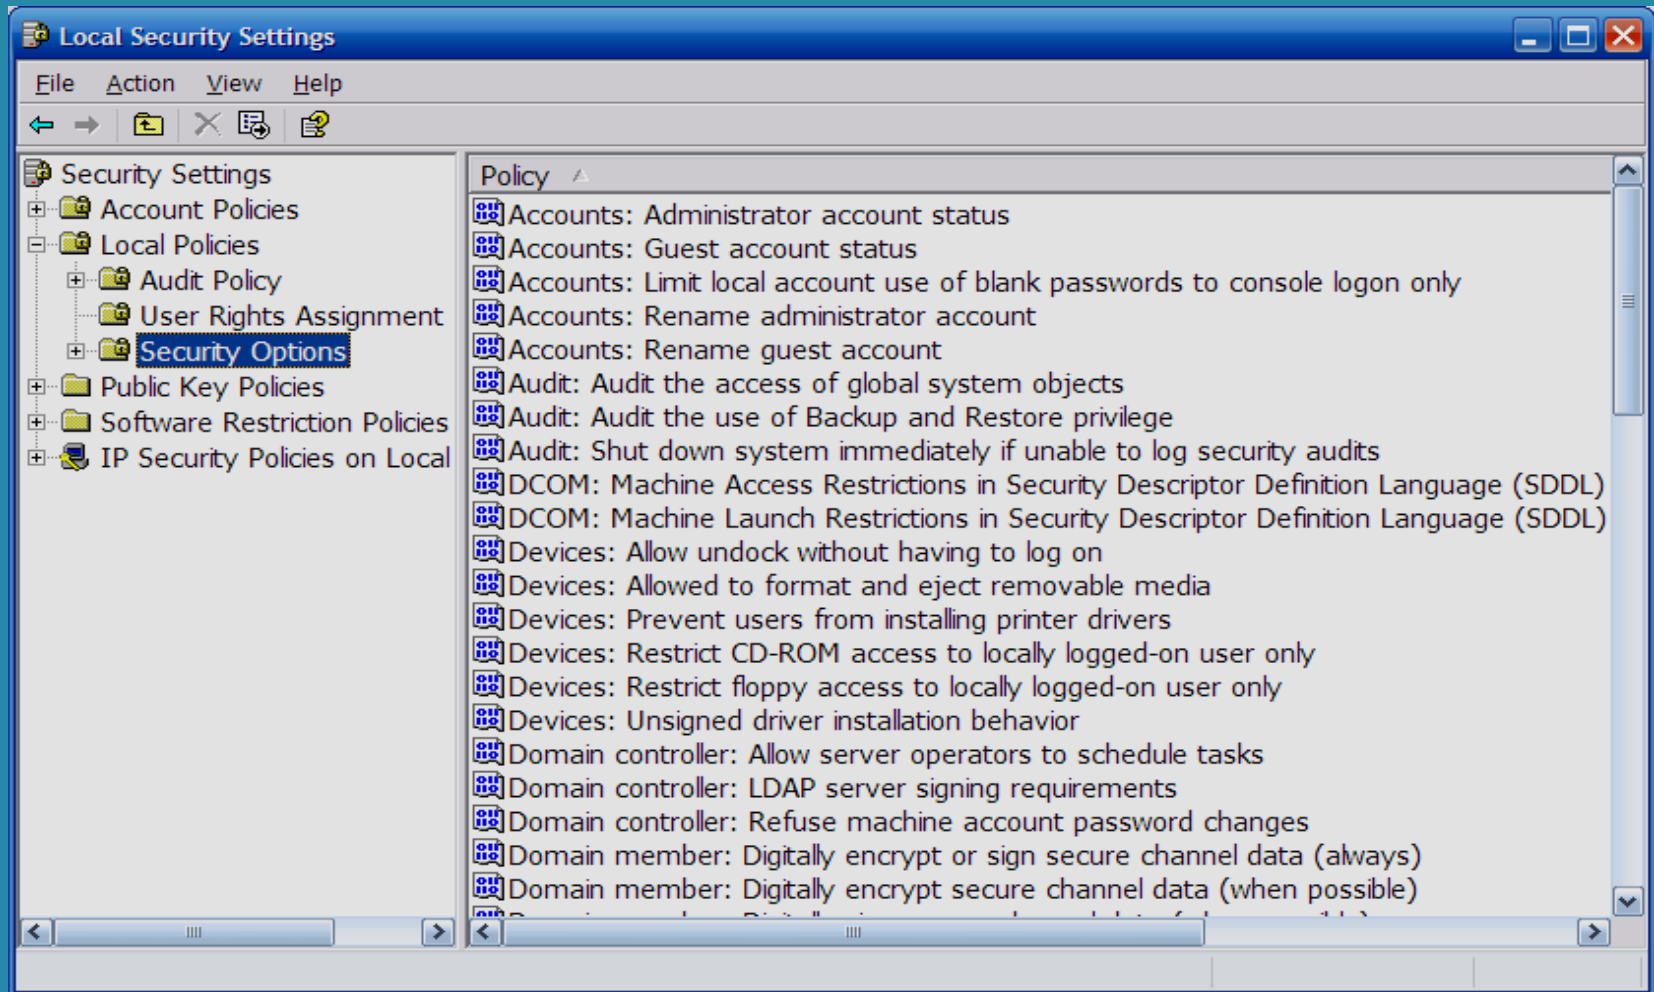 Local Security Settings
File Action View Help
Security Settings
Account Policies
Local Policies
Audit Policy
User Rights Assignment
Security Options
Public Key Policies
Software Restriction Policies
IP Security Policies on Local
Policy
Accounts: Administrator account status
Accounts: Guest account status
Accounts: Limit local account use of blank passwords to console logon only
Accounts: Rename administrator account
Accounts: Rename guest account
Audit: Audit the access of global system objects
Audit: Audit the use of Backup and Restore privilege
Audit: Shut down system immediately if unable to log security audits
DCOM: Machine Access Restrictions in Security Descriptor Definition Language (SDDL)
DCOM: Machine Launch Restrictions in Security Descriptor Definition Language (SDDL)
Devices: Allow undock without having to log on
Devices: Allowed to format and eject removable media
Devices: Prevent users from installing printer drivers
Devices: Restrict CD-ROM access to locally logged-on user only
Devices: Restrict floppy access to locally logged-on user only
Devices: Unsigned driver installation behavior
Domain controller: Allow server operators to schedule tasks
Domain controller: LDAP server signing requirements
Domain controller: Refuse machine account password changes
Domain member: Digitally encrypt or sign secure channel data (always)
Domain member: Digitally encrypt secure channel data (when possible)